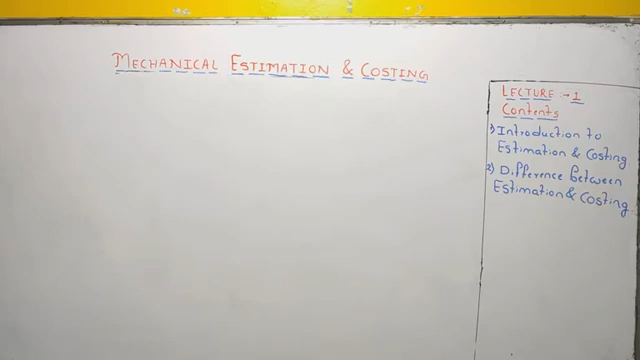 MECHANICAL ESTIMATION & COSTING
LECTURE :- 1
Contents
1) Introduction to
Estimation & Costing
2) Difference between
Estimation & Costing